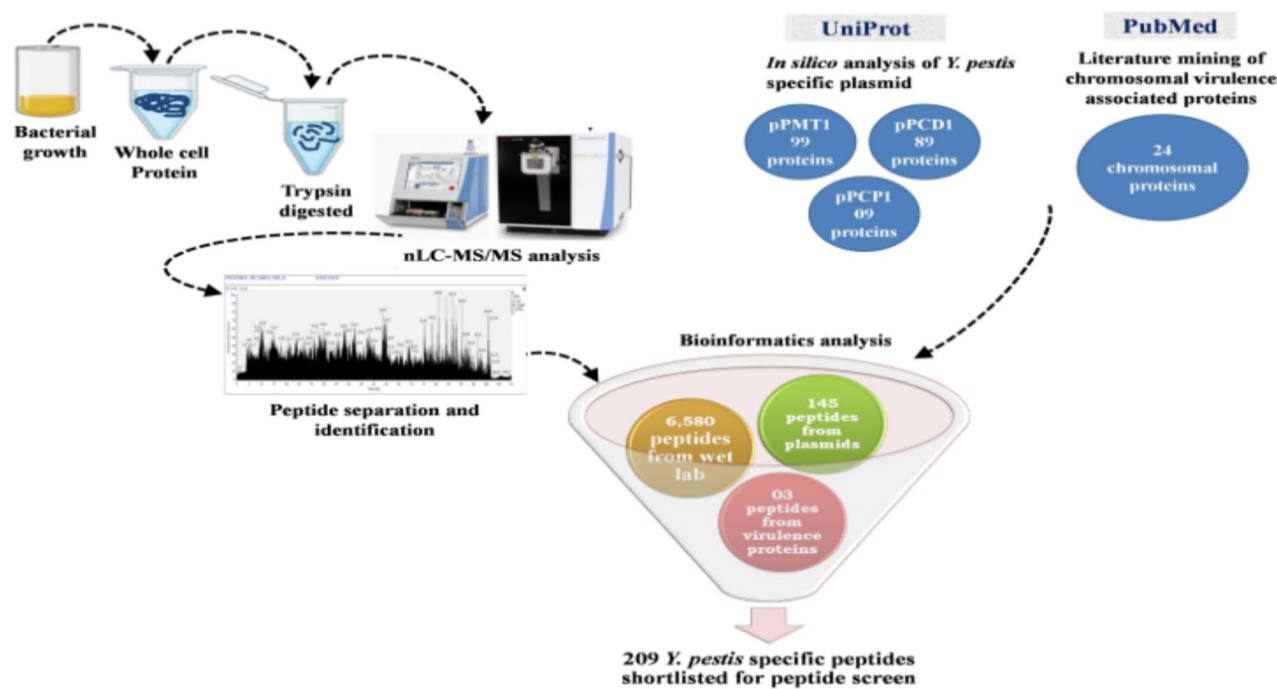 Bacterial
growth
Whole cell
Protein
Trypsin
digested
nLC-MS/MS analysis
Peptide separation and
identification
UniProt
In silico analysis of Y. pestis
specific plasmid
pPMT1
99
proteins
pPCD1
89
proteins
pPCP1
09
proteins
PubMed
Literature mining of
chromosomal virulence
associated proteins
24
chromosomal
proteins
Bioinformatics analysis
6,580
peptides
from wet
lab
145
peptides
from
plasmids
03
peptides
from
virulence
proteins
209 Y. pestis specific peptides
shortlisted for peptide screen